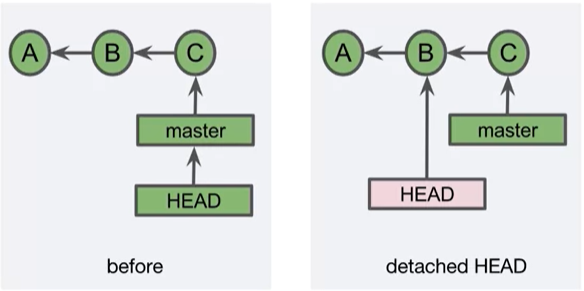 A B C
master
HEAD
before
A B C
master
HEAD
detached HEAD